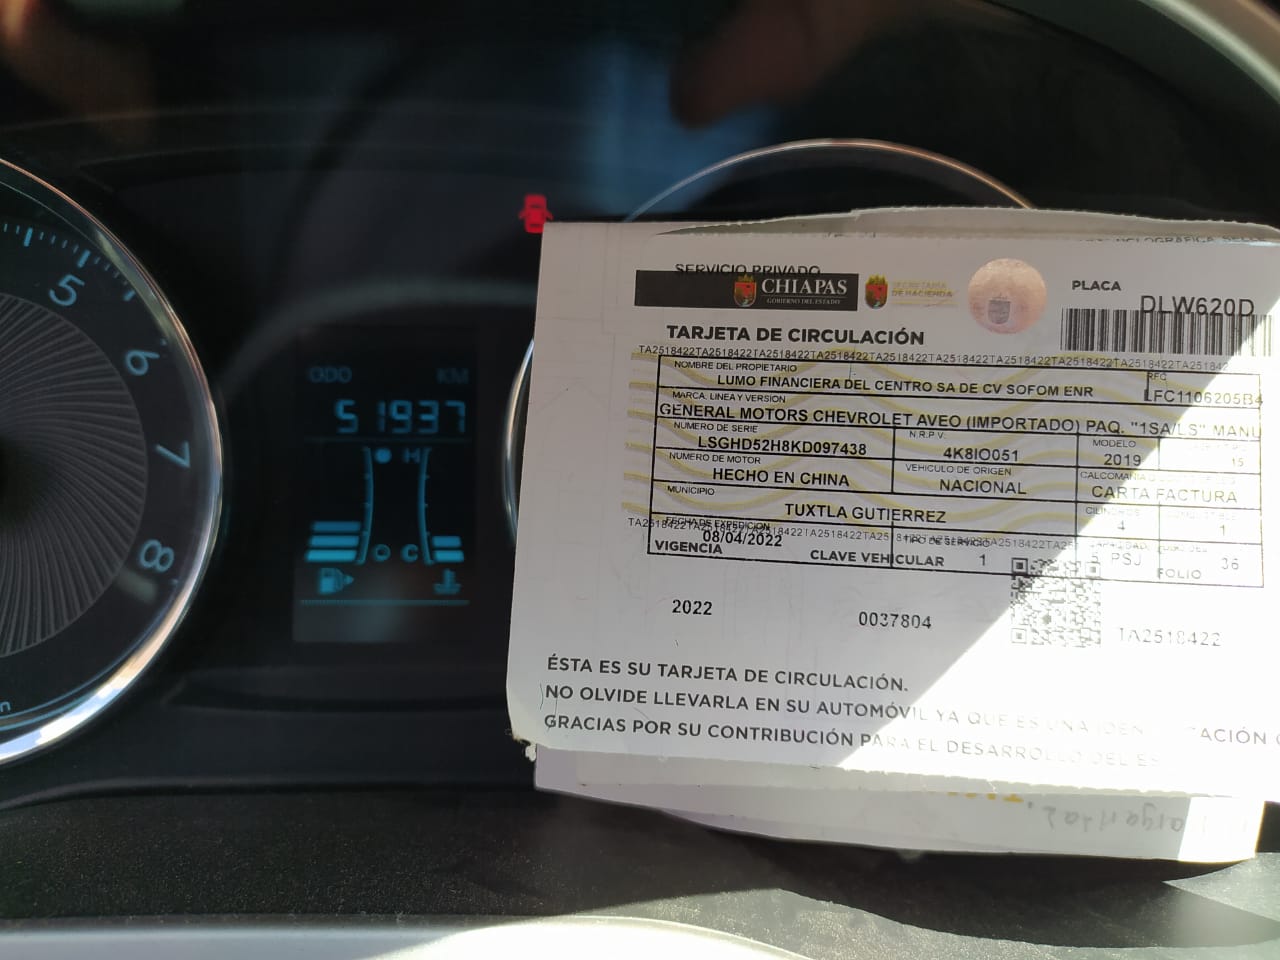 5
6
7
8
ODO KM
51937
H
C
SERVICIO PRIVADO
CHIAPAS
GOBIERNO DEL ESTADO
SECRETARÍA
DE HACIENDA
PLACA
DLW620D
TARJETA DE CIRCULACIÓN
TA2518422TA2518422TA2518422TA2518422TA2518422TA2518422TA2518422TA2518422TA2518422TA2518422
NOMBRE DEL PROPIETARIO
RFC
LUMO FINANCIERA DEL CENTRO SA DE CV SOFOM ENR
LFC1106205B4
MARCA, LINEA Y VERSION
GENERAL MOTORS CHEVROLET AVEO (IMPORTADO) PAQ. "1SA/LS" MANU
NUMERO DE SERIE
N.R.P.V.
MODELO
LSGHD52H8KD097438
4K8IO051
2019
15
NUMERO DE MOTOR
VEHICULO DE ORIGEN
HECHO EN CHINA
NACIONAL
CARTA FACTURA
MUNICIPIO
CILINDROS
TUXTLA GUTIERREZ
4
1
FECHA DE EXPEDICION
TIPO DE SERVICIO
08/04/2022
VIGENCIA
CLAVE VEHICULAR
1
5
PSJ
36
FOLIO
2022
0037804
TA2518422
ÉSTA ES SU TARJETA DE CIRCULACIÓN.
NO OLVIDE LLEVARLA EN SU AUTOMÓVIL YA QUE ES UNA
GRACIAS POR SU CONTRIBUCIÓN PARA EL DESARROLLO DEL